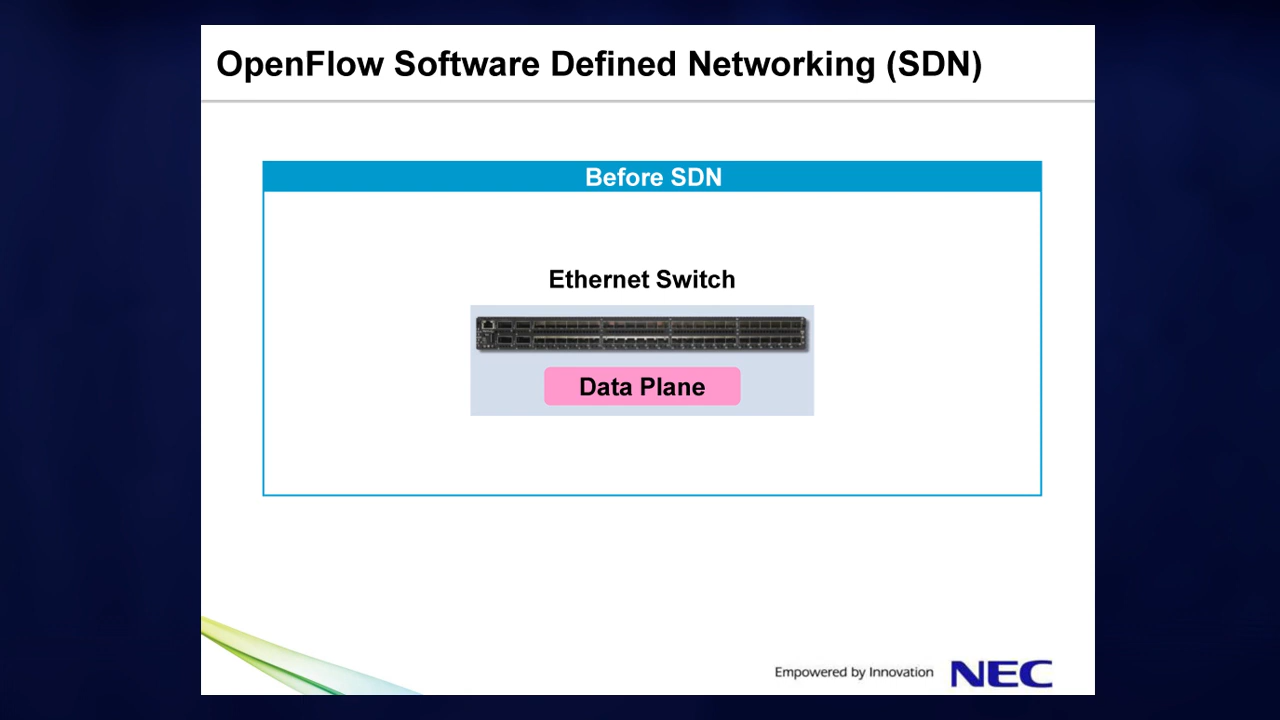 OpenFlow Software Defined Networking (SDN)
Before SDN
Ethernet Switch
Data Plane
Empowered by Innovation NEC